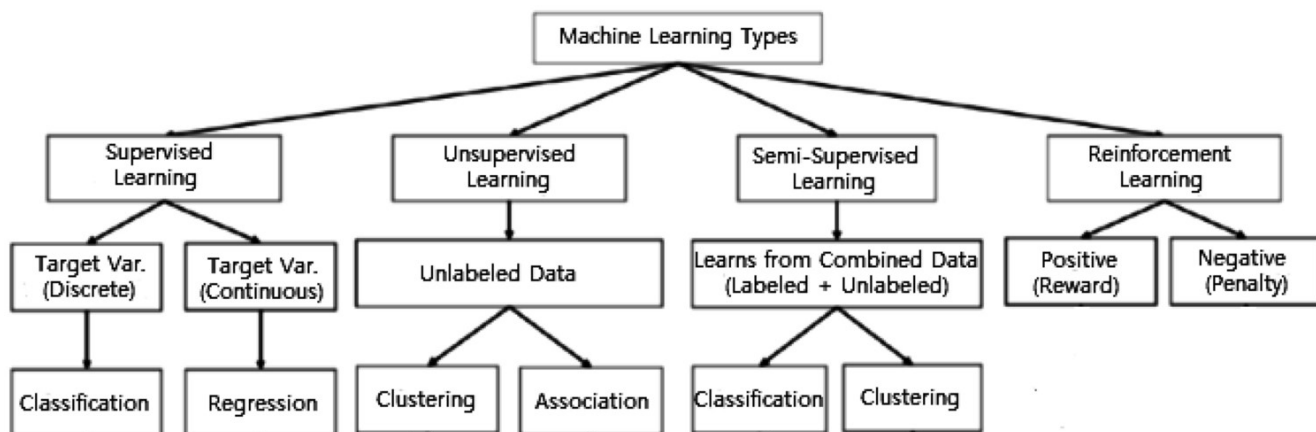 Machine Learning Types
Supervised
Learning
Unsupervised
Learning
Semi-Supervised
Learning
Reinforcement
Learning
Target Var.
(Discrete)
Target Var.
(Continuous)
Unlabeled Data
Learns from Combined Data
(Labeled + Unlabeled)
Positive
(Reward)
Negative
(Penalty)
Classification
Regression
Clustering
Association
Classification
Clustering